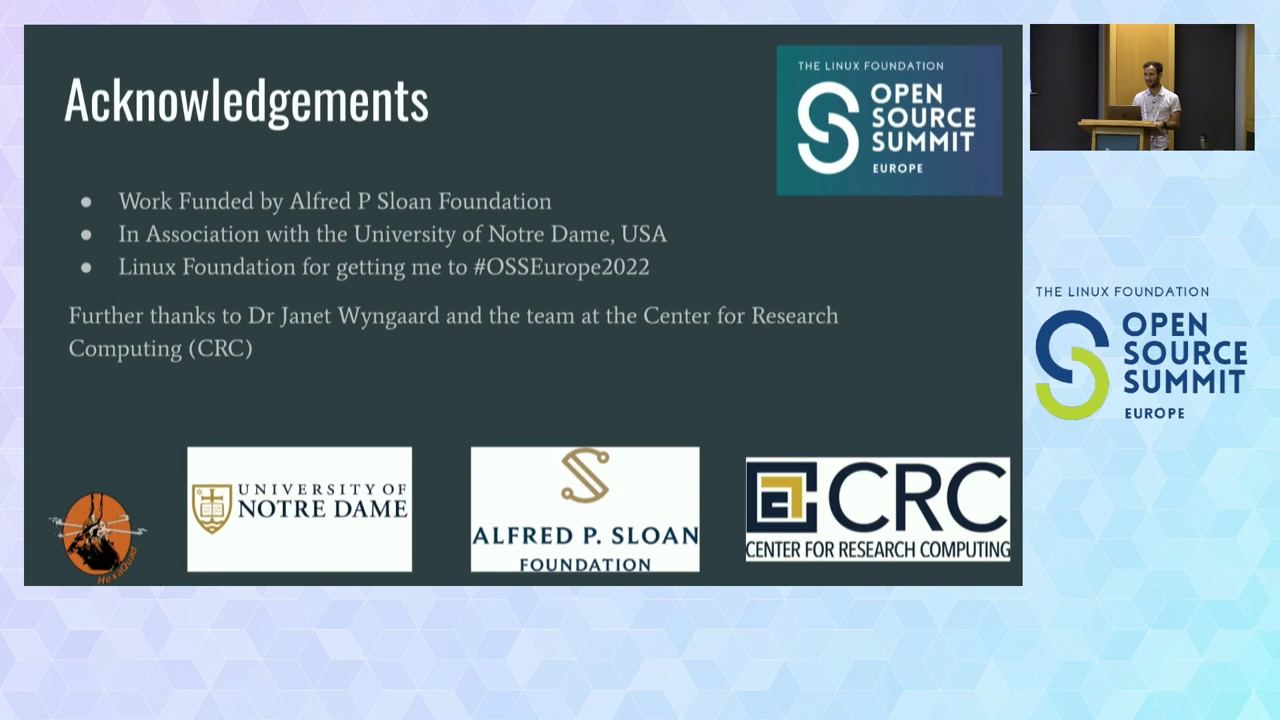 Acknowledgements
THE LINUX FOUNDATION
OPEN
SOURCE
SUMMIT
EUROPE
● Work Funded by Alfred P Sloan Foundation
● In Association with the University of Notre Dame, USA
● Linux Foundation for getting me to #OSSEurope2022
Further thanks to Dr Janet Wyngaard and the team at the Center for Research
Computing (CRC)
HexaQuad
UNIVERSITY OF
NOTRE DAME
ALFRED P. SLOAN
FOUNDATION
CRC
CENTER FOR RESEARCH COMPUTING
THE LINUX FOUNDATION
OPEN
SOURCE
SUMMIT
EUROPE